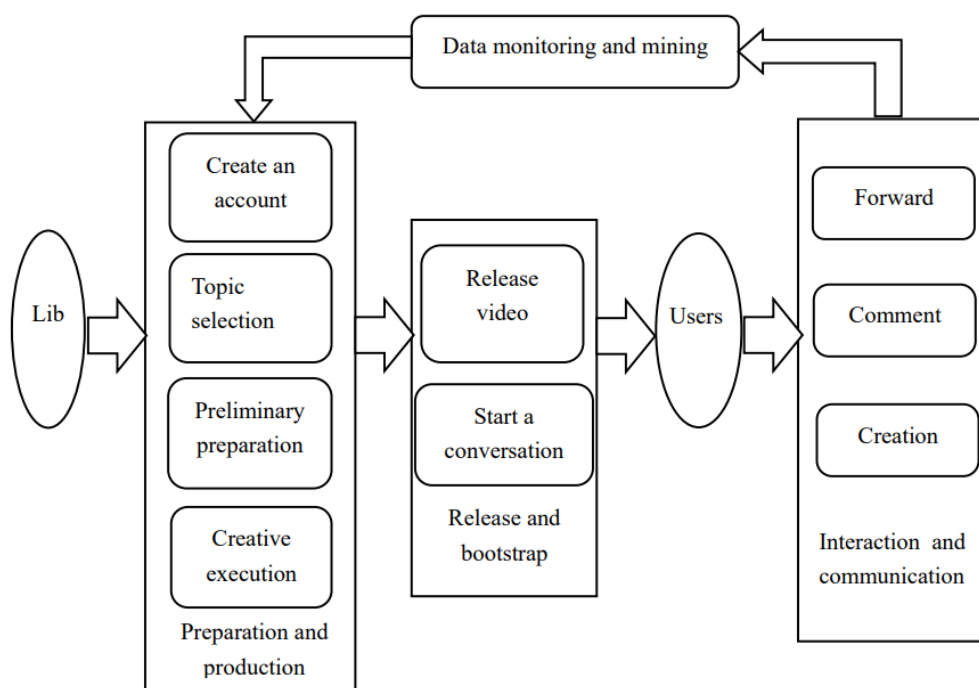 Data monitoring and mining
Lib
Create an
account
Topic
selection
Preliminary
preparation
Creative
execution
Preparation and
production
Release
video
Start a
conversation
Release and
bootstrap
Users
Forward
Comment
Creation
Interaction and
communication